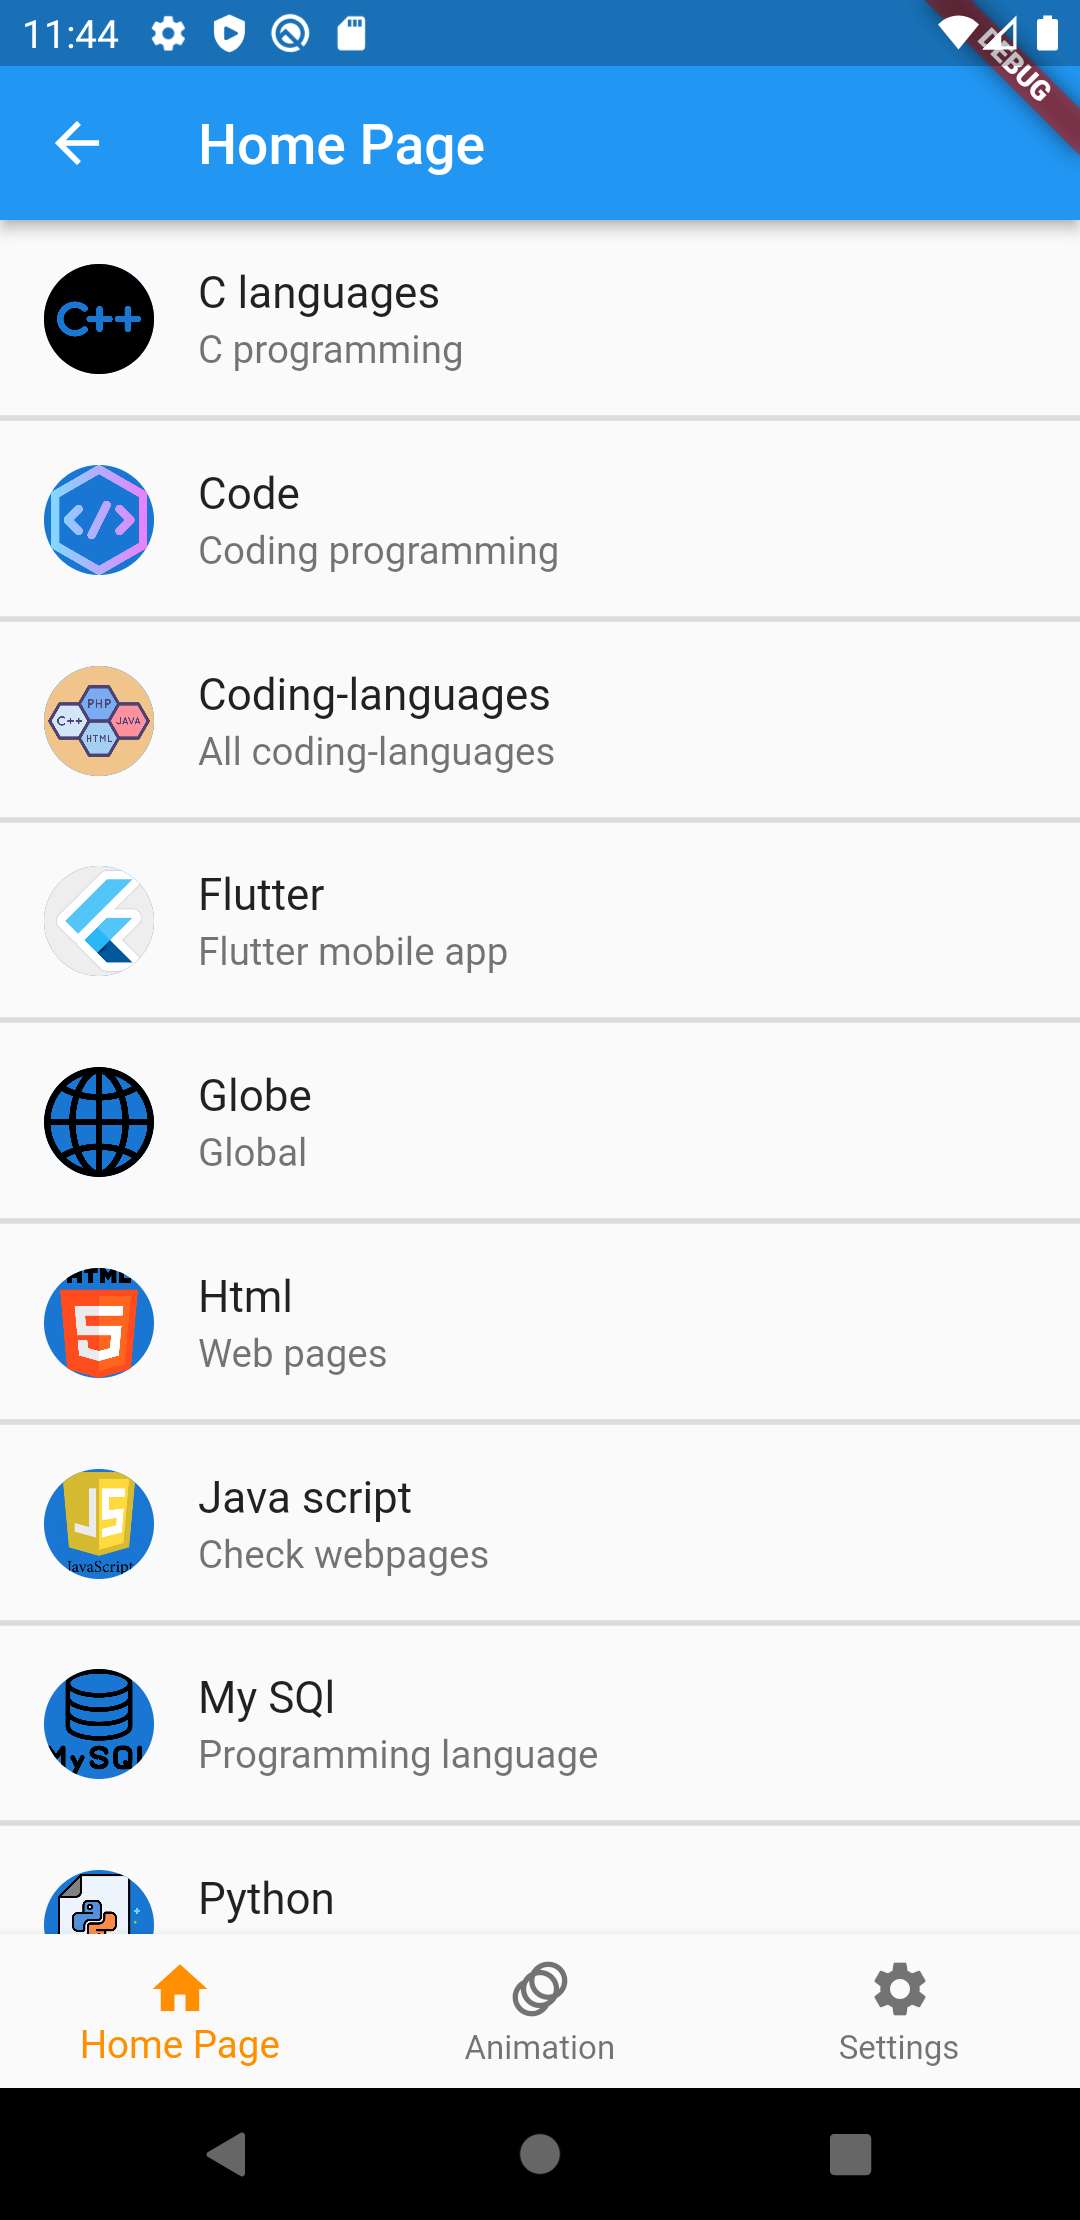 11:44
DEBUG
Home Page
C++
C languages
C programming
</>
Code
Coding programming
PHP
C++
JAVA
HTML
Coding-languages
All coding-languages
Flutter
Flutter mobile app
Globe
Global
HTML
5
Html
Web pages
JS
JavaScript
Java script
Check webpages
MySQL
My SQl
Programming language
Python
Home Page
Animation
Settings